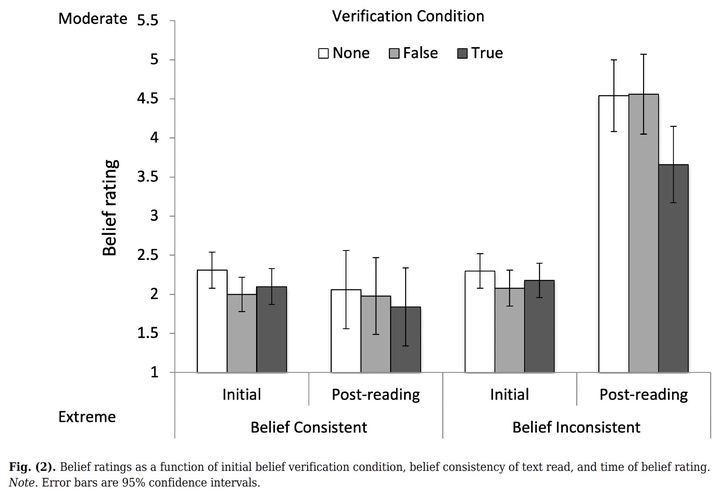 Moderate
5.5
Verification Condition
None
False
True
5
4.5
4
3.5
3
2.5
2
1.5
1
Belief rating
Initial
Post-reading
Initial
Post-reading
Extreme
Belief Consistent
Belief Inconsistent
Fig. (2). Belief ratings as a function of initial belief verification condition, belief consistency of text read, and time of belief rating.
Note. Error bars are 95% confidence intervals.